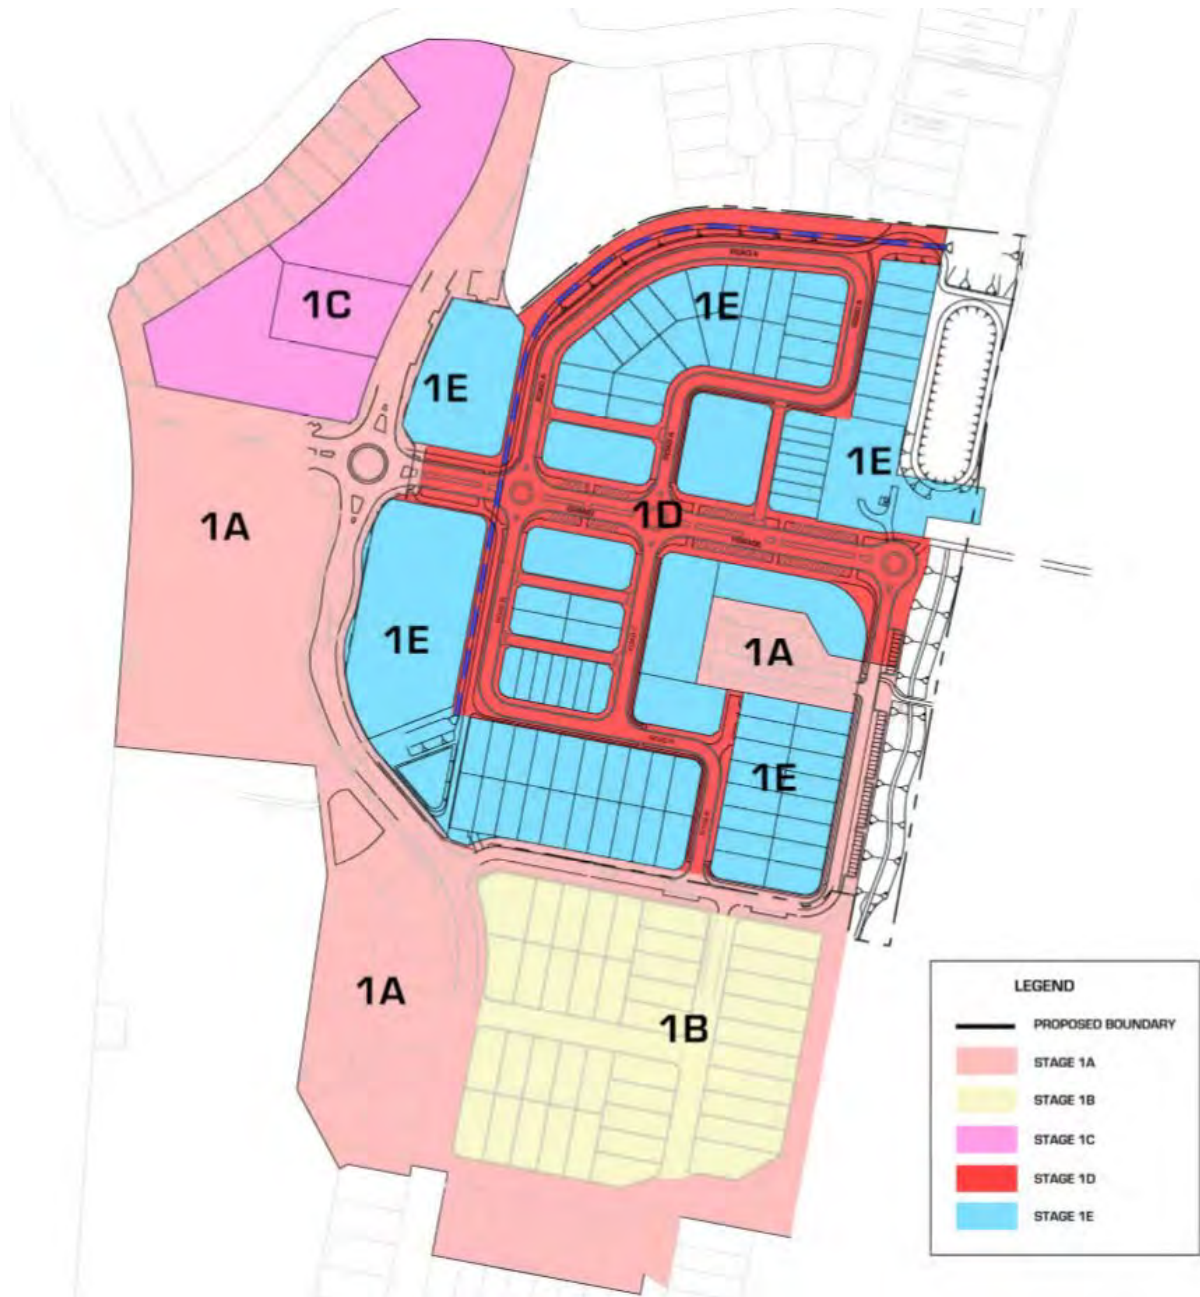 1E
1C
1E
1E
1A
1D
1E
1A
1E
1A
1B
LEGEND
PROPOSED BOUNDARY
STAGE 1A
STAGE 1B
STAGE 1C
STAGE 1D
STAGE 1E